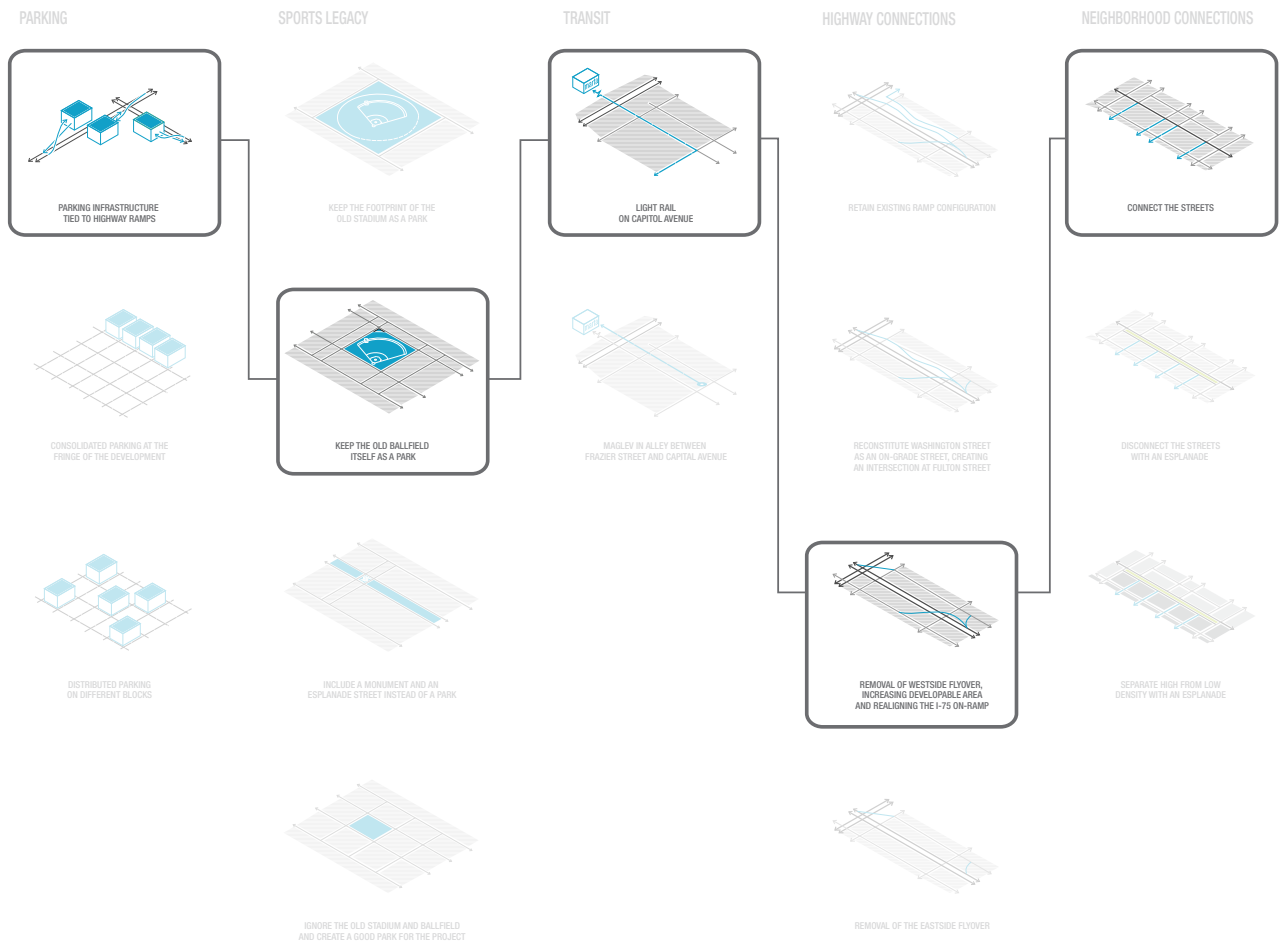 PARKING
SPORTS LEGACY
TRANSIT
HIGHWAY CONNECTIONS
NEIGHBORHOOD CONNECTIONS
PARKING INFRASTRUCTURE
TIED TO HIGHWAY RAMPS
KEEP THE FOOTPRINT OF THE
OLD STADIUM AS A PARK
LIGHT RAIL
ON CAPITOL AVENUE
RETAIN EXISTING RAMP CONFIGURATION
CONNECT THE STREETS
CONSOLIDATED PARKING AT THE
FRINGE OF THE DEVELOPMENT
KEEP THE OLD BALLFIELD
ITSELF AS A PARK
MAGLEV IN ALLEY BETWEEN
FRAZIER STREET AND CAPITAL AVENUE
RECONSTITUTE WASHINGTON STREET
AS AN ON-GRADE STREET, CREATING
AN INTERSECTION AT FULTON STREET
DISCONNECT THE STREETS
WITH AN ESPLANADE
DISTRIBUTED PARKING
ON DIFFERENT BLOCKS
INCLUDE A MONUMENT AND AN
ESPLANADE STREET INSTEAD OF A PARK
REMOVAL OF WESTSIDE FLYOVER,
INCREASING DEVELOPABLE AREA
AND REALIGNING THE I-75 ON-RAMP
SEPARATE HIGH FROM LOW
DENSITY WITH AN ESPLANADE
IGNORE THE OLD STADIUM AND BALLFIELD
AND CREATE A GOOD PARK FOR THE PROJECT
REMOVAL OF THE EASTSIDE FLYOVER